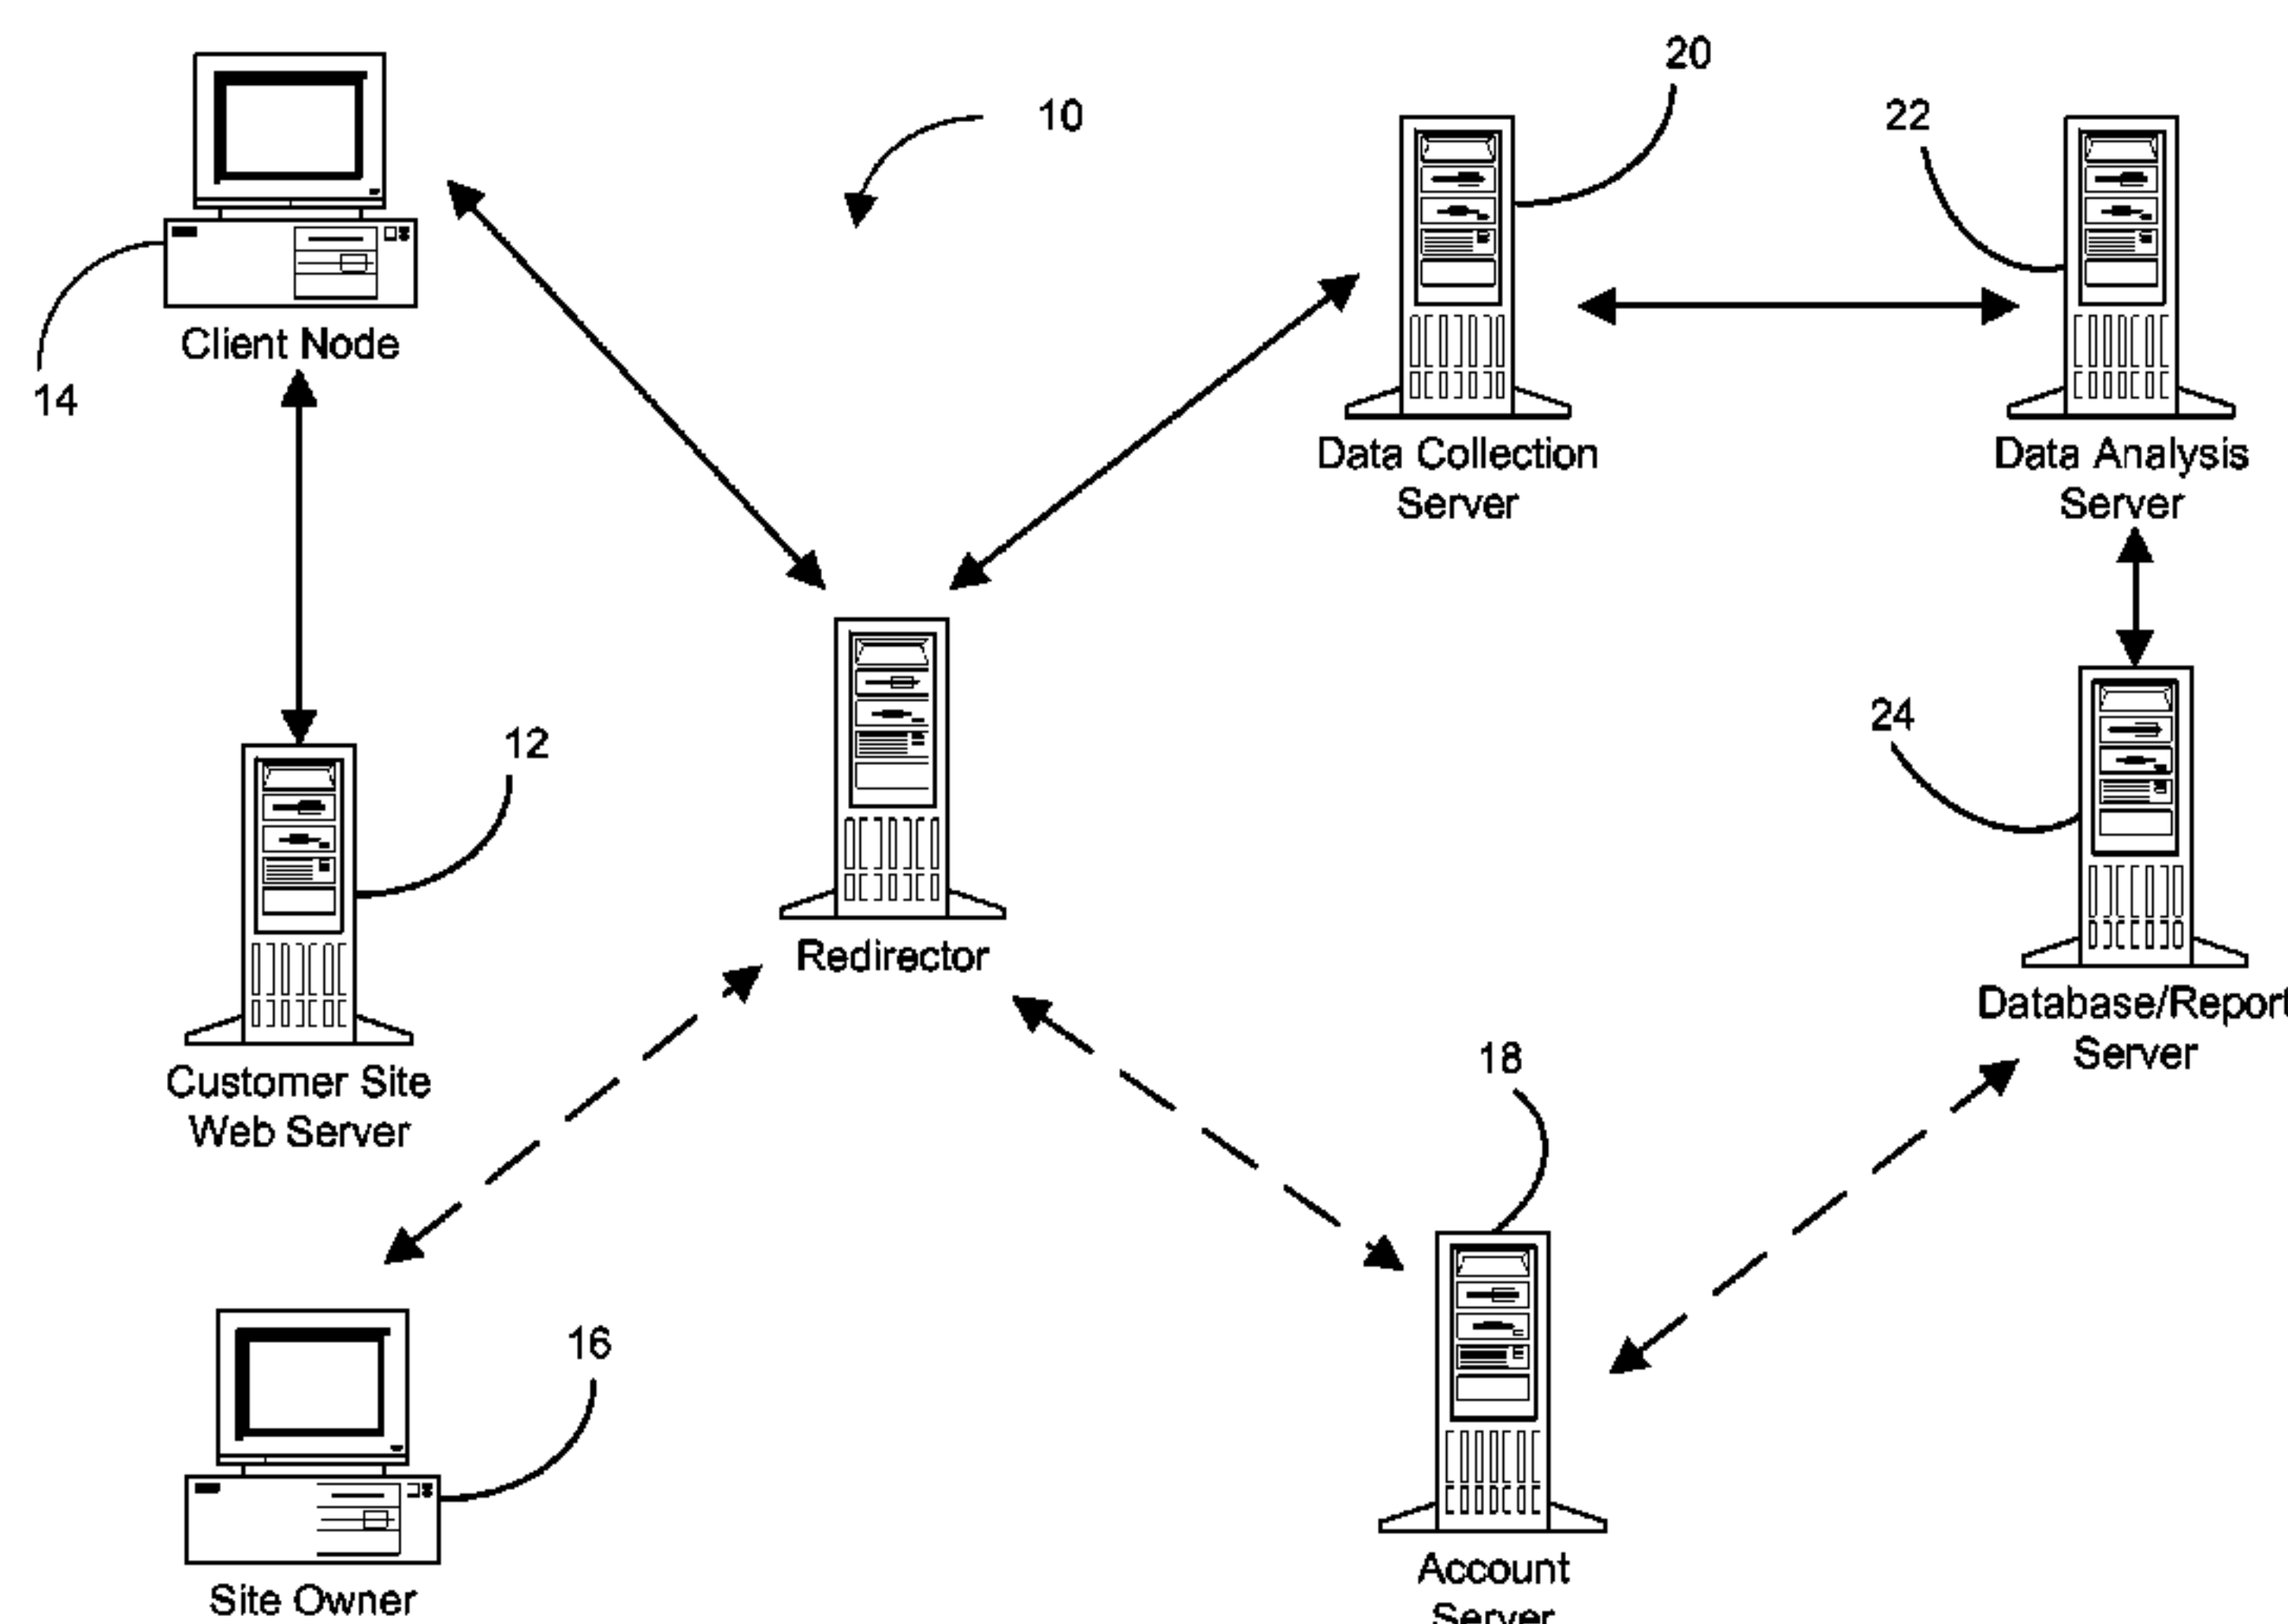 20
10
22
Client Node
14
Data Collection
Server
Data Analysis
Server
24
12
Redirector
Database/Report
Server
18
Customer Site
Web Server
16
Account
Server
Site Owner